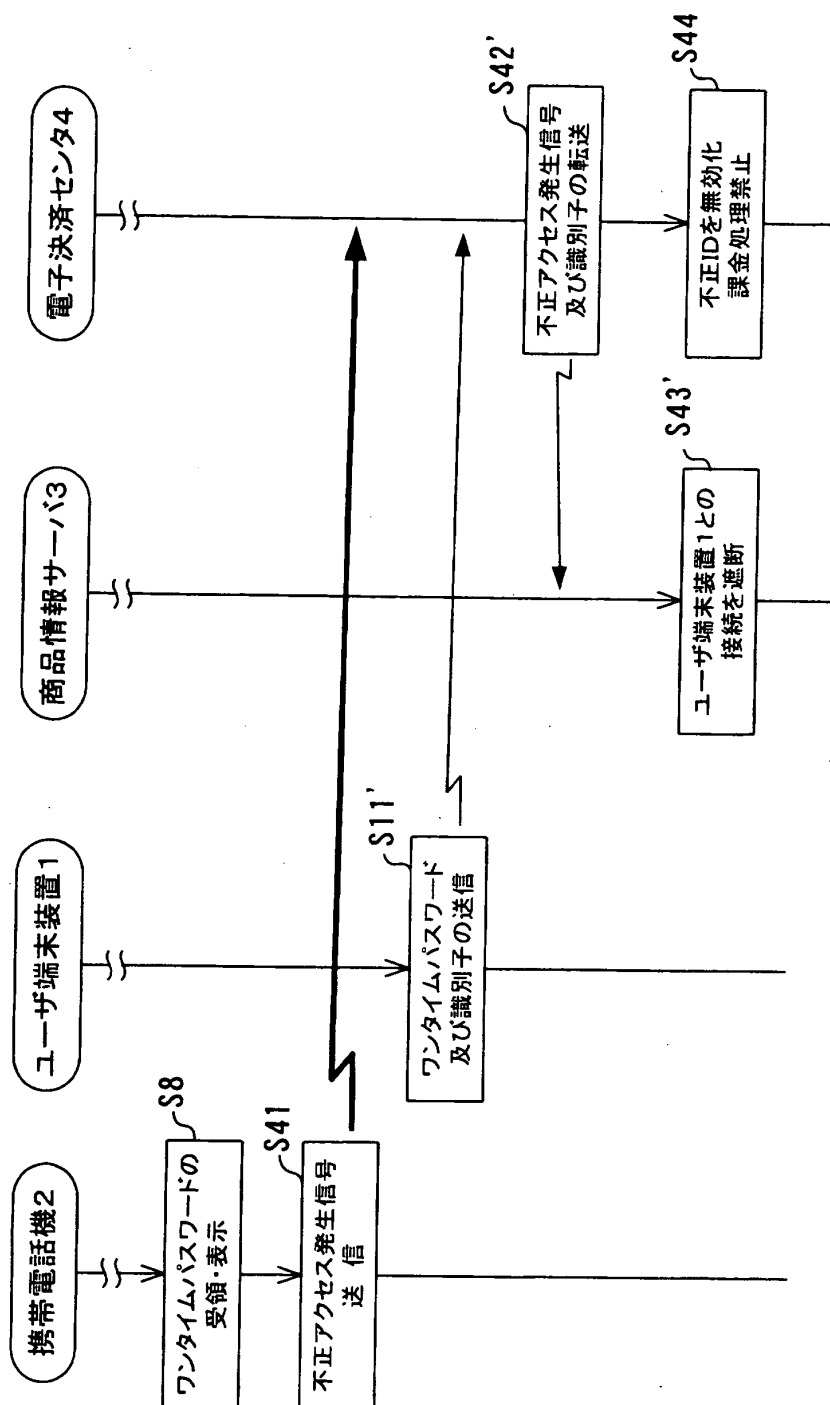 携帯電話機2
ユーザ端末装置1
商品情報サーバ3
電子決済センタ4
S8
ワンタイムパスワードの
受領・表示
S41
不正アクセス発生信号
送 信
S11'
ワンタイムパスワード
及び識別子の送信
S42'
不正アクセス発生信号
及び識別子の転送
S43'
ユーザ端末装置1との
接続を遮断
S44
不正IDを無効化
課金処理禁止